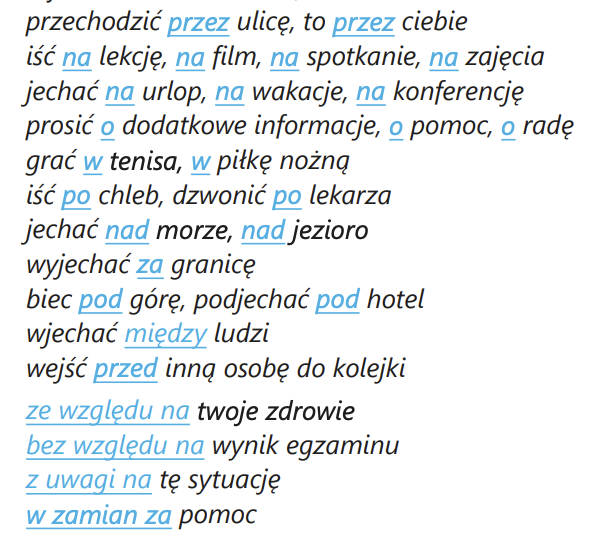 przechodzić przez ulicę, to przez ciebie
iść na lekcję, na film, na spotkanie, na zajęcia
jechać na urlop, na wakacje, na konferencję
prosić o dodatkowe informacje, o pomoc, o radę
grać w tenisa, w piłkę nożną
iść po chleb, dzwonić po lekarza
jechać nad morze, nad jezioro
wyjechać za granicę
biec pod górę, podjechać pod hotel
wjechać między ludzi
wejść przed inną osobę do kolejki
ze względu na twoje zdrowie
bez względu na wynik egzaminu
z uwagi na tę sytuację
w zamian za pomoc